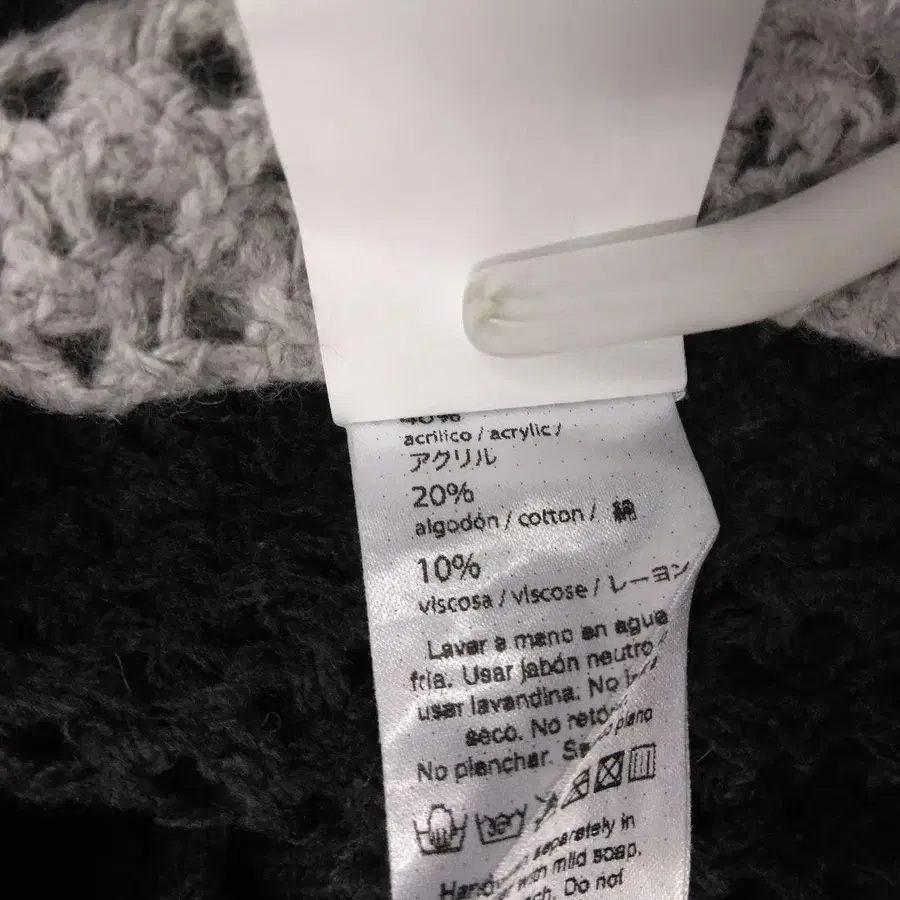 40%
acrílico / acrylic /
アクリル
20%
algodón / cotton / 綿
10%
viscosa / viscose / レーヨン
Lavar a mano en agua
fría. Usar jabón neutro
usar lavandina. No
seco. No
No planchar. plano
separately in
with mild soap.
Do not